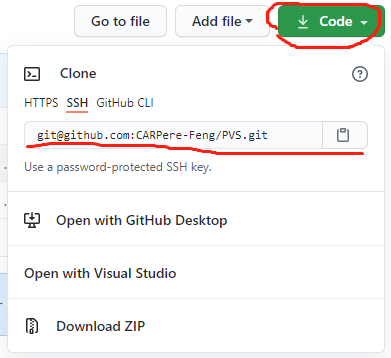 Go to file Add file Code
Clone
HTTPS SSH GitHub CLI
git@github.com:CARPere-Feng/PVS.git
Use a password-protected SSH key.
Open with GitHub Desktop
Open with Visual Studio
Download ZIP